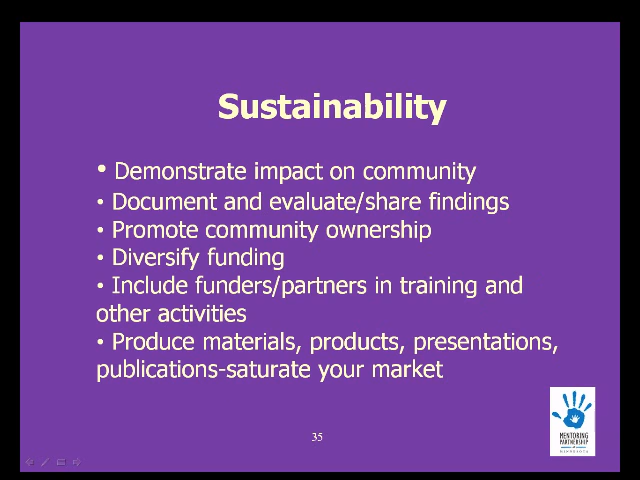 Sustainability
• Demonstrate impact on community
• Document and evaluate/share findings
• Promote community ownership
• Diversify funding
• Include funders/partners in training and
other activities
• Produce materials, products, presentations,
publications-saturate your market
35
MENTORING
PARTNERSHIP
MINNESOTA